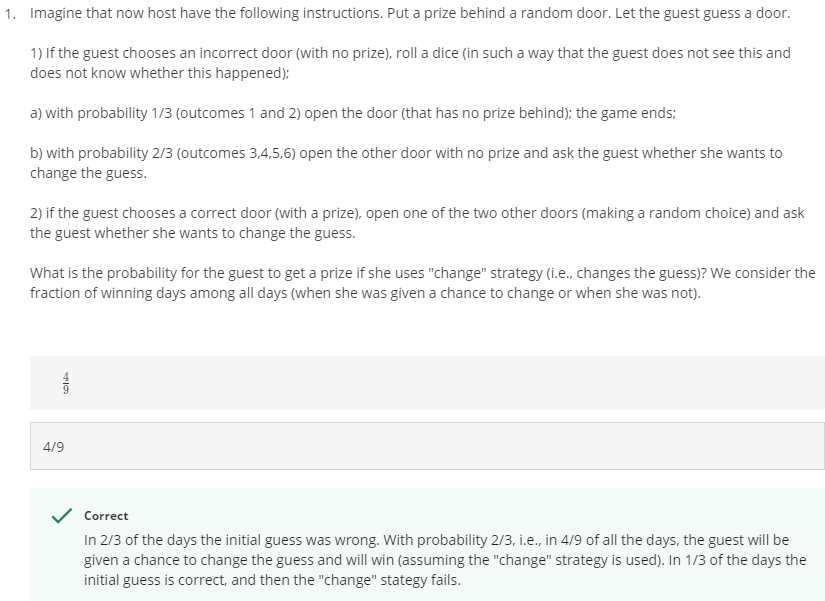 1. Imagine that now host have the following instructions. Put a prize behind a random door. Let the guest guess a door.
1) If the guest chooses an incorrect door (with no prize), roll a dice (in such a way that the guest does not see this and
does not know whether this happened);
a) with probability 1/3 (outcomes 1 and 2) open the door (that has no prize behind); the game ends;
b) with probability 2/3 (outcomes 3,4,5,6) open the other door with no prize and ask the guest whether she wants to
change the guess.
2) if the guest chooses a correct door (with a prize), open one of the two other doors (making a random choice) and ask
the guest whether she wants to change the guess.
What is the probability for the guest to get a prize if she uses "change" strategy (i.e., changes the guess)? We consider the
fraction of winning days among all days (when she was given a chance to change or when she was not).
4
9
4/9
Correct
In 2/3 of the days the initial guess was wrong. With probability 2/3, i.e., in 4/9 of all the days, the guest will be
given a chance to change the guess and will win (assuming the "change" strategy is used). In 1/3 of the days the
initial guess is correct, and then the "change" stategy fails.